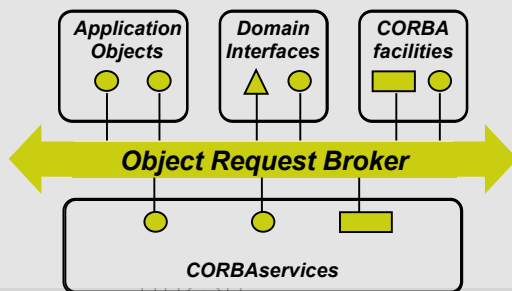 Application
Objects
Domain
Interfaces
CORBA
facilities
Object Request Broker
CORBAservices